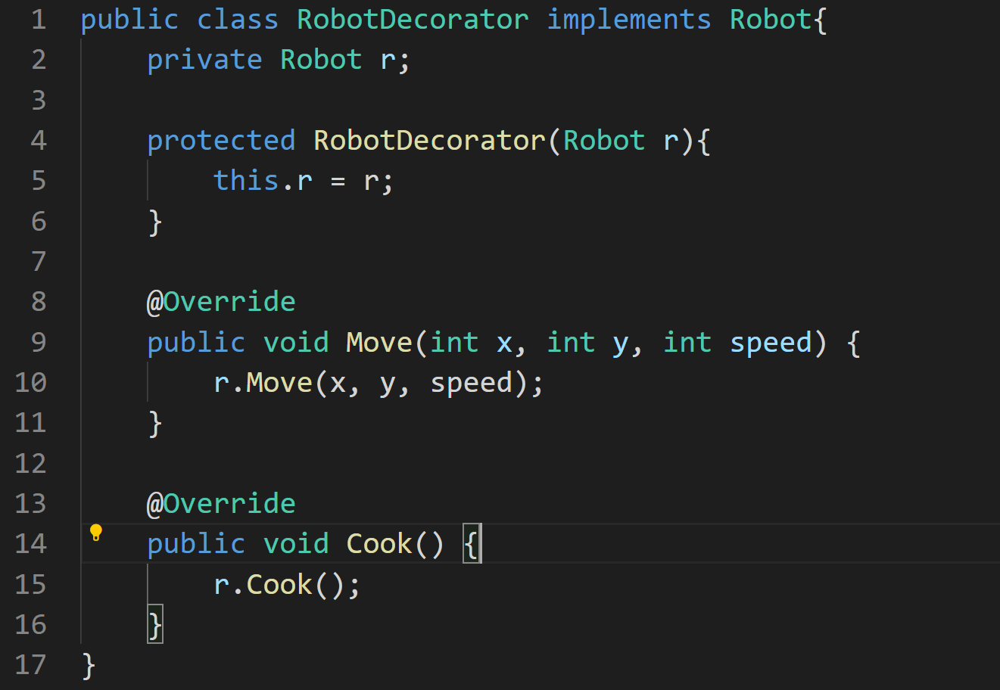 1 public class RobotDecorator implements Robot{
2     private Robot r;
3
4     protected RobotDecorator(Robot r){
5         this.r = r;
6     }
7
8     @Override
9     public void Move(int x, int y, int speed) {
10         r.Move(x, y, speed);
11     }
12
13     @Override
14     public void Cook() {
15         r.Cook();
16     }
17 }